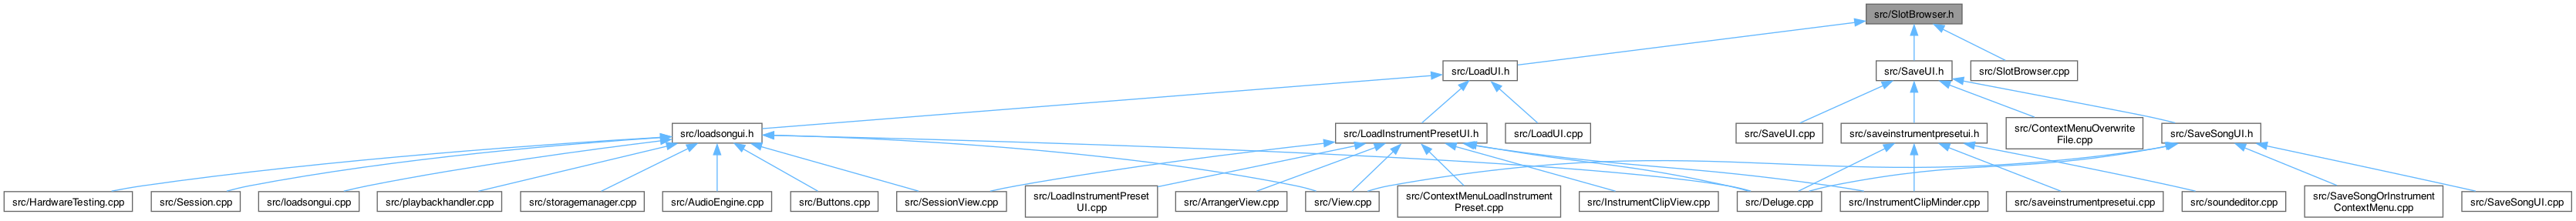 src/SlotBrowser.h
src/LoadUI.h
src/SaveUI.h
src/SlotBrowser.cpp
src/loadsongui.h
src/LoadInstrumentPresetUI.h
src/LoadUI.cpp
src/SaveUI.cpp
src/saveinstrumentpresetui.h
src/ContextMenuOverwrite
File.cpp
src/SaveSongUI.h
src/HardwareTesting.cpp
src/Session.cpp
src/loadsongui.cpp
src/playbackhandler.cpp
src/storagemanager.cpp
src/AudioEngine.cpp
src/Buttons.cpp
src/SessionView.cpp
src/LoadInstrumentPreset
UI.cpp
src/ArrangerView.cpp
src/View.cpp
src/ContextMenuLoadInstrument
Preset.cpp
src/InstrumentClipView.cpp
src/Deluge.cpp
src/InstrumentClipMinder.cpp
src/saveinstrumentpresetui.cpp
src/soundeditor.cpp
src/SaveSongOrInstrument
ContextMenu.cpp
src/SaveSongUI.cpp